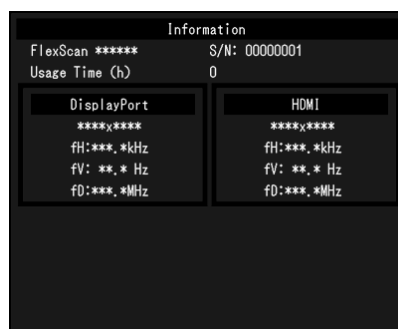 Information
FlexScan ****** S/N: 00000001
Usage Time (h) 0
DisplayPort HDMI
****x**** ****x****
fH:***.*kHz fH:***.*kHz
fV: **.* Hz fV: **.* Hz
fD:***.*MHz fD:***.*MHz